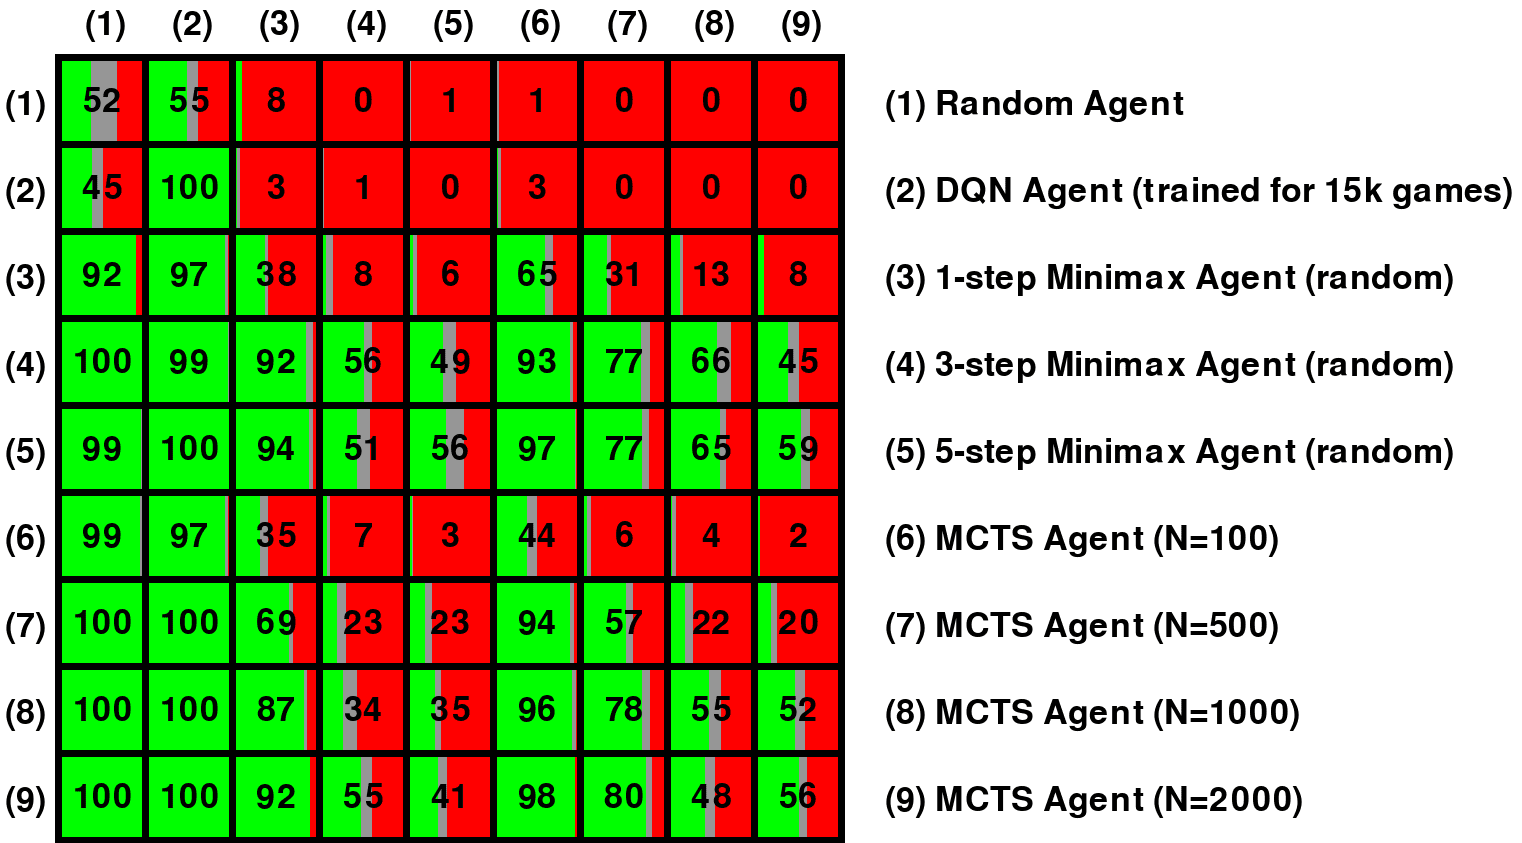 (1) (2) (3) (4) (5) (6) (7) (8) (9)
(1) 52 55 8 0 1 1 0 0 0 (1) Random Agent
(2) 45 100 3 1 0 3 0 0 0 (2) DQN Agent (trained for 15k games)
(3) 92 97 38 8 6 65 31 13 8 (3) 1-step Minimax Agent (random)
(4) 100 99 92 56 49 93 77 66 45 (4) 3-step Minimax Agent (random)
(5) 99 100 94 51 56 97 77 65 59 (5) 5-step Minimax Agent (random)
(6) 99 97 35 7 3 44 6 4 2 (6) MCTS Agent (N=100)
(7) 100 100 69 23 23 94 57 22 20 (7) MCTS Agent (N=500)
(8) 100 100 87 34 35 96 78 55 52 (8) MCTS Agent (N=1000)
(9) 100 100 92 55 41 98 80 48 56 (9) MCTS Agent (N=2000)